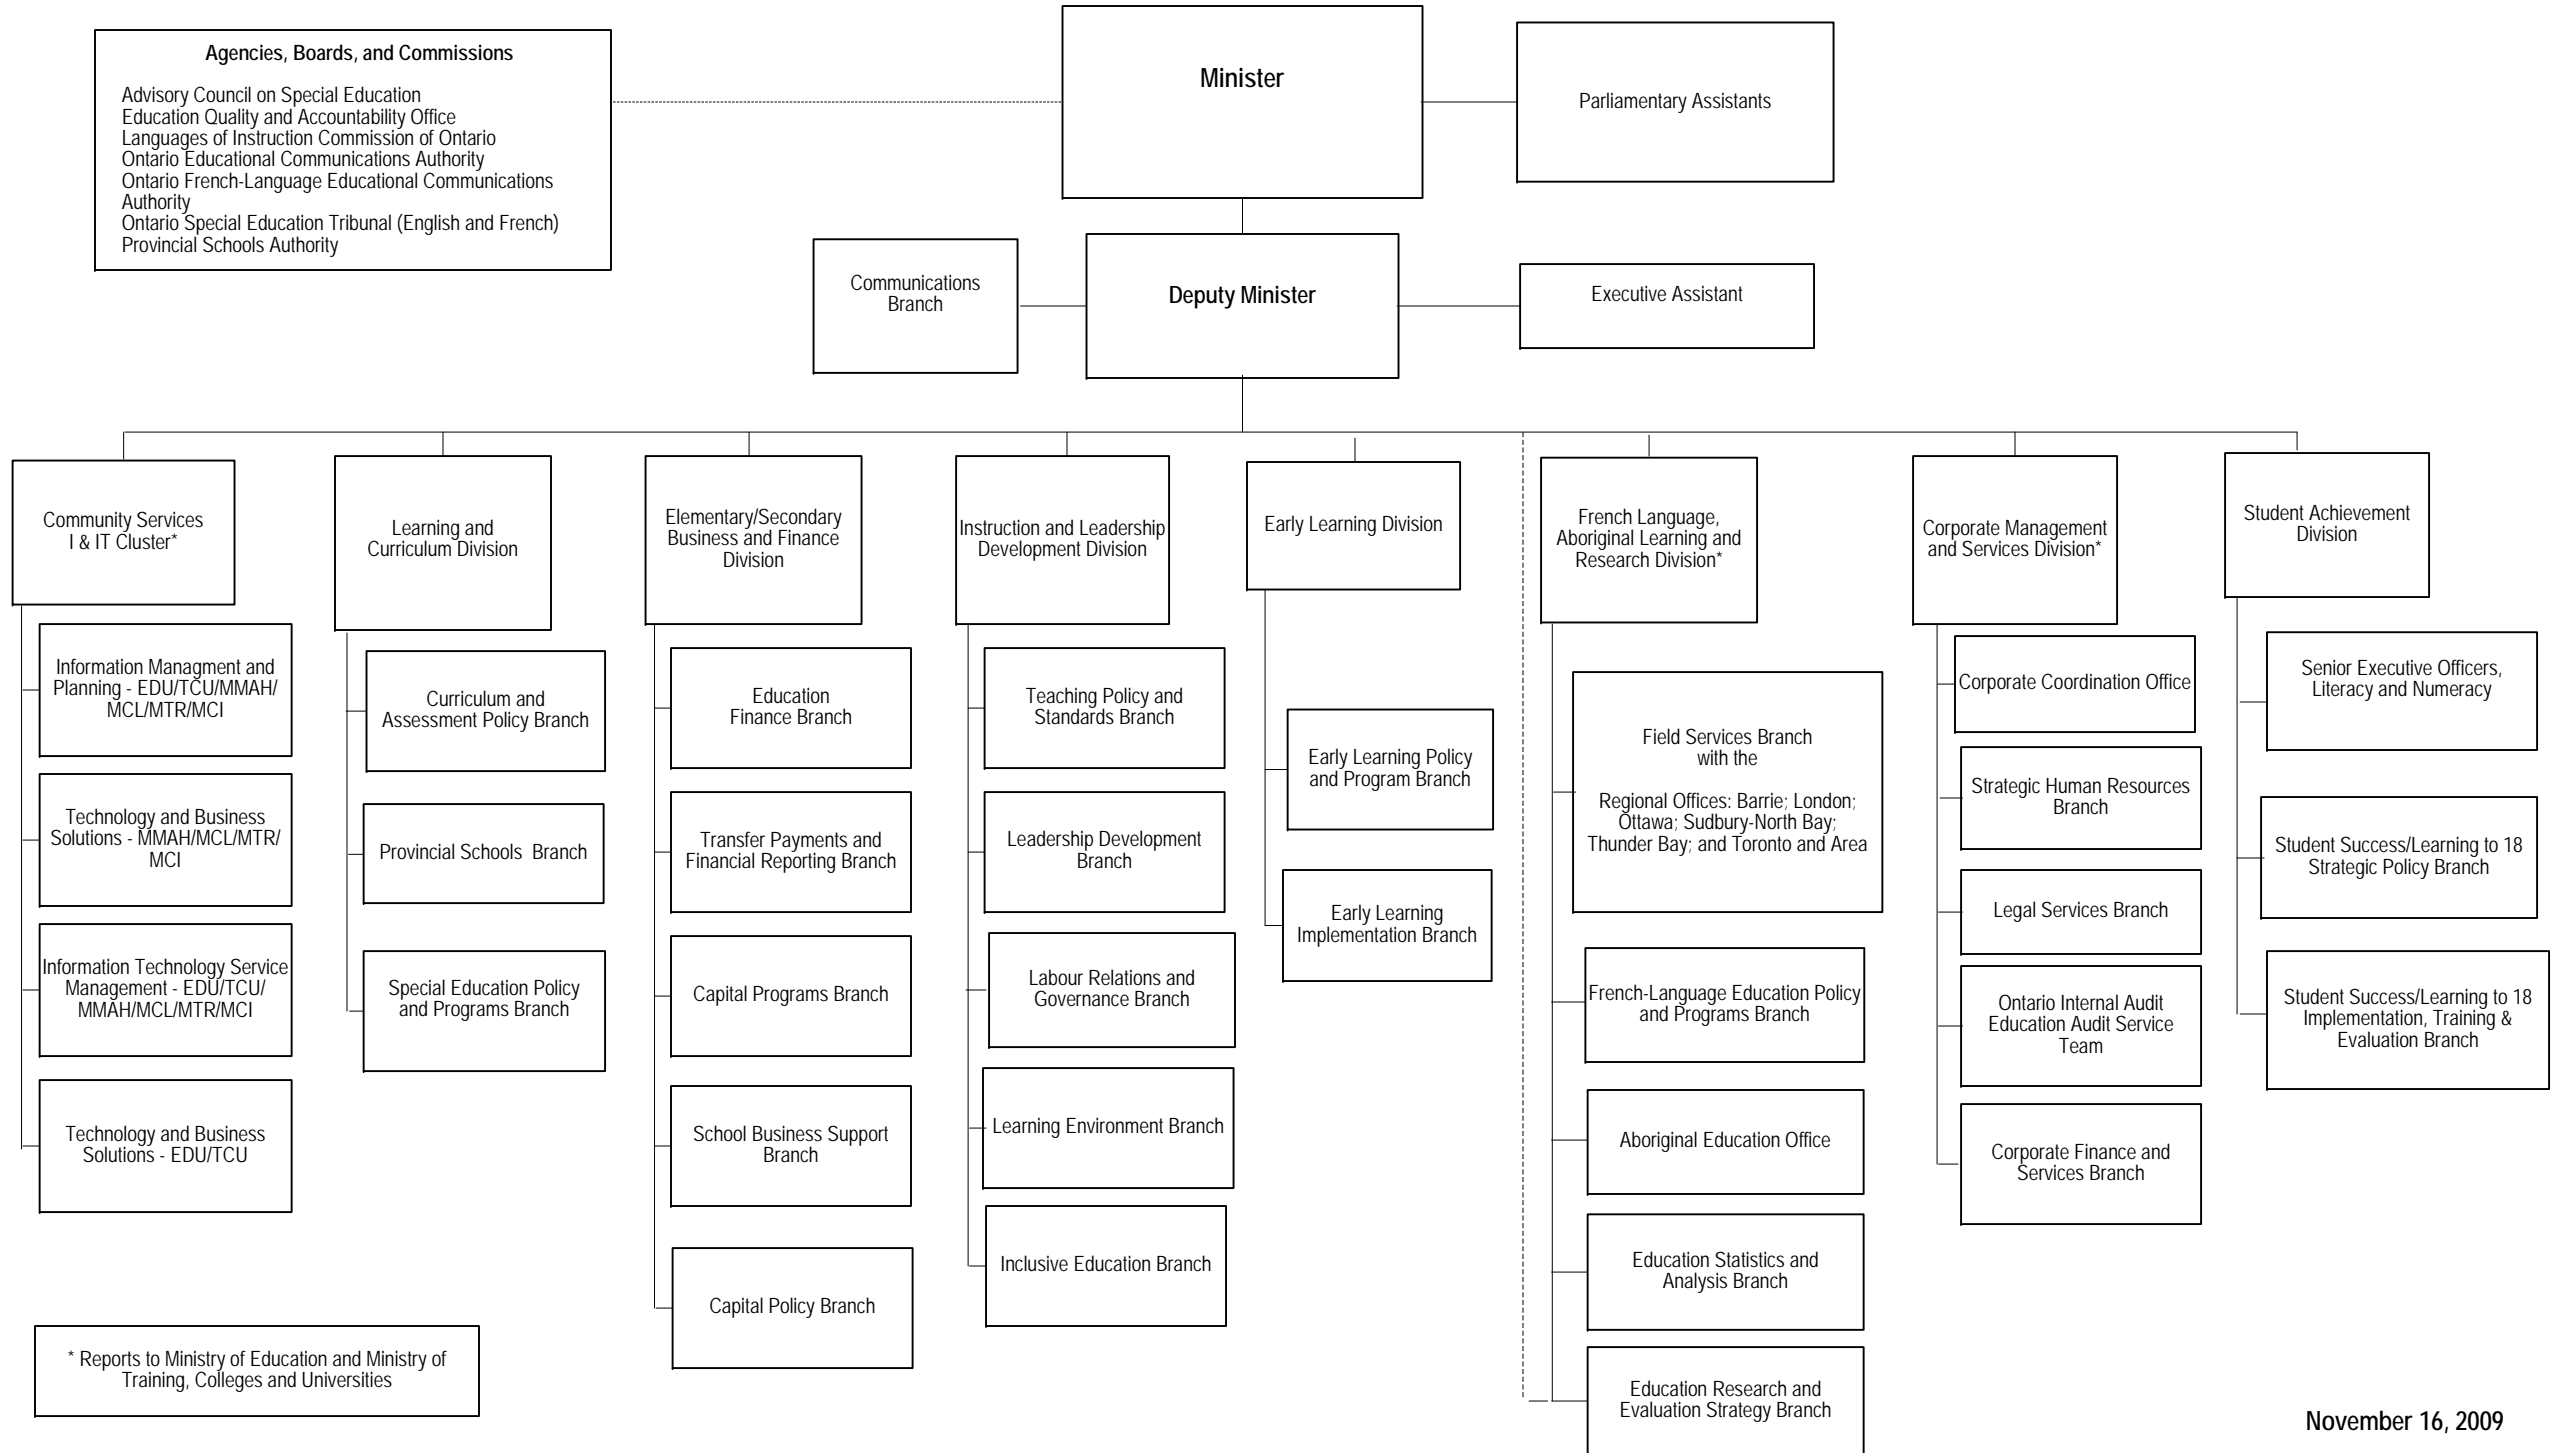 Agencies, Boards, and Commissions
Advisory Council on Special Education
Education Quality and Accountability Office
Languages of Instruction Commission of Ontario
Ontario Educational Communications Authority
Ontario French-Language Educational Communications
Authority
Ontario Special Education Tribunal (English and French)
Provincial Schools Authority
Minister
Parliamentary Assistants
Communications
Branch
Deputy Minister
Executive Assistant
Community Services
I & IT Cluster*
Information Managment and
Planning - EDU/TCU/MMAH/
MCL/MTR/MCI
Technology and Business
Solutions - MMAH/MCL/MTR/
MCI
Information Technology Service
Management - EDU/TCU/
MMAH/MCL/MTR/MCI
Technology and Business
Solutions - EDU/TCU
Learning and
Curriculum Division
Curriculum and
Assessment Policy Branch
Provincial Schools Branch
Special Education Policy
and Programs Branch
Elementary/Secondary
Business and Finance
Division
Education
Finance Branch
Transfer Payments and
Financial Reporting Branch
Capital Programs Branch
School Business Support
Branch
Capital Policy Branch
Instruction and Leadership
Development Division
Teaching Policy and
Standards Branch
Leadership Development
Branch
Labour Relations and
Governance Branch
Learning Environment Branch
Inclusive Education Branch
Early Learning Division
Early Learning Policy
and Program Branch
Early Learning
Implementation Branch
French Language,
Aboriginal Learning and
Research Division*
Field Services Branch
with the
Regional Offices: Barrie; London;
Ottawa; Sudbury-North Bay;
Thunder Bay; and Toronto and Area
French-Language Education Policy
and Programs Branch
Aboriginal Education Office
Education Statistics and
Analysis Branch
Education Research and
Evaluation Strategy Branch
Corporate Management
and Services Division*
Corporate Coordination Office
Strategic Human Resources
Branch
Legal Services Branch
Ontario Internal Audit
Education Audit Service
Team
Corporate Finance and
Services Branch
Student Achievement
Division
Senior Executive Officers,
Literacy and Numeracy
Student Success/Learning to 18
Strategic Policy Branch
Student Success/Learning to 18
Implementation, Training &
Evaluation Branch
* Reports to Ministry of Education and Ministry of
Training, Colleges and Universities
November 16, 2009